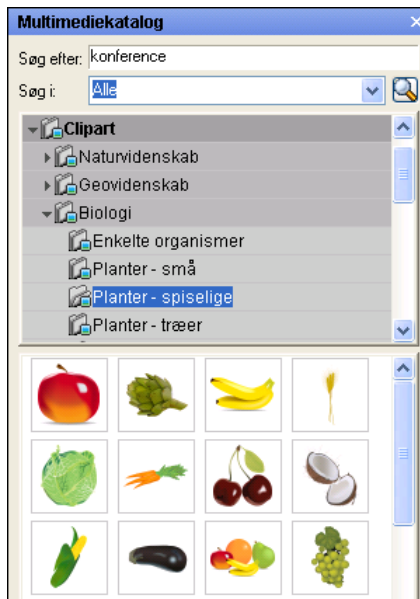 Multimediekatalog
Søg efter: konference
Søg i: Alle
Clipart
Naturvidenskab
Geovidenskab
Biologi
Enkelte organismer
Planter - små
Planter - spiselige
Planter - træer